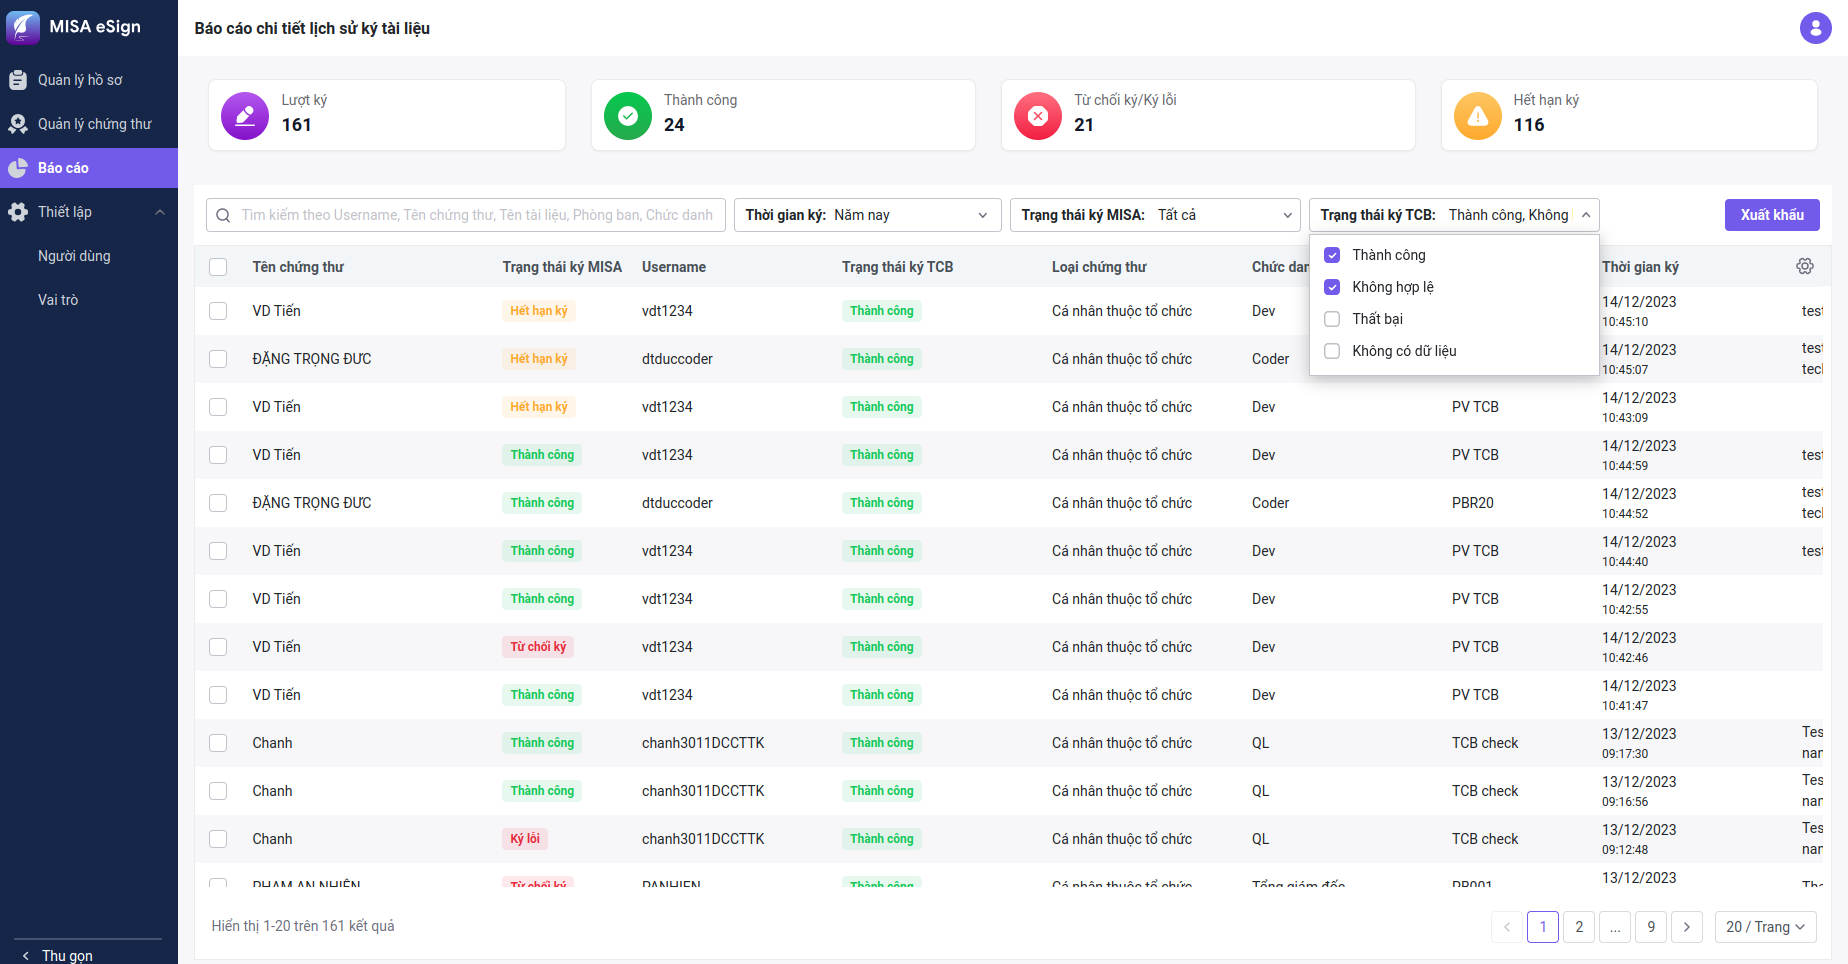 MISA eSign
Báo cáo chi tiết lịch sử ký tài liệu
Quản lý hồ sơ
Quản lý chứng thư
Báo cáo
Thiết lập
Người dùng
Vai trò
Thu gọn
Lượt ký
161
Thành công
24
Từ chối ký/Ký lỗi
21
Hết hạn ký
116
Tìm kiếm theo Username, Tên chứng thư, Tên tài liệu, Phòng ban, Chức danh
Thời gian ký: Năm nay
Trạng thái ký MISA: Tất cả
Trạng thái ký TCB: Thành công, Không
Xuất khẩu
Thành công
Không hợp lệ
Thất bại
Không có dữ liệu
Tên chứng thư Trạng thái ký MISA Username Trạng thái ký TCB Loại chứng thư Chức dan Thời gian ký
VD Tiến Hết hạn ký vdt1234 Thành công Cá nhân thuộc tổ chức Dev 14/12/2023 test
10:45:10
ĐẶNG TRỌNG ĐƯC Hết hạn ký dtduccoder Thành công Cá nhân thuộc tổ chức Coder 14/12/2023 test
10:45:07 tecl
VD Tiến Hết hạn ký vdt1234 Thành công Cá nhân thuộc tổ chức Dev PV TCB 14/12/2023
10:43:09
VD Tiến Thành công vdt1234 Thành công Cá nhân thuộc tổ chức Dev PV TCB 14/12/2023 test
10:44:59
ĐẶNG TRỌNG ĐƯC Thành công dtduccoder Thành công Cá nhân thuộc tổ chức Coder PBR20 14/12/2023 test
10:44:52 tecl
VD Tiến Thành công vdt1234 Thành công Cá nhân thuộc tổ chức Dev PV TCB 14/12/2023 test
10:44:40
VD Tiến Thành công vdt1234 Thành công Cá nhân thuộc tổ chức Dev PV TCB 14/12/2023
10:42:55
VD Tiến Từ chối ký vdt1234 Thành công Cá nhân thuộc tổ chức Dev PV TCB 14/12/2023
10:42:46
VD Tiến Thành công vdt1234 Thành công Cá nhân thuộc tổ chức Dev PV TCB 14/12/2023
10:41:47
Chanh Thành công chanh3011DCCTTK Thành công Cá nhân thuộc tổ chức QL TCB check 13/12/2023 Tes
09:17:30 nar
Chanh Thành công chanh3011DCCTTK Thành công Cá nhân thuộc tổ chức QL TCB check 13/12/2023 Tes
09:16:56 nar
Chanh Ký lỗi chanh3011DCCTTK Thành công Cá nhân thuộc tổ chức QL TCB check 13/12/2023 Tes
09:12:48 nar
PHẠM AN NHIÊN Từ chối ký PANHIEN Thành công Cá nhân thuộc tổ chức Tổng giám đốc PB001 13/12/2023
Hiển thị 1-20 trên 161 kết quả
1 2 ... 9
20 / Trang